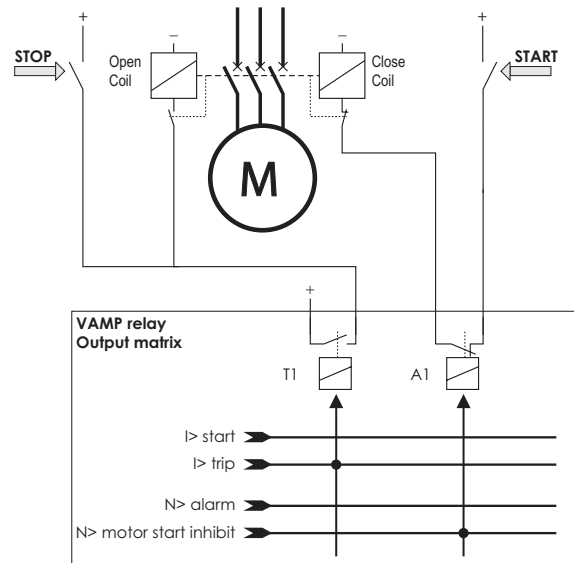 +
+
STOP
Open
Coil
–
–
Close
Coil
START
M
+
VAMP relay
Output matrix
T1
A1
I> start
I> trip
N> alarm
N> motor start inhibit